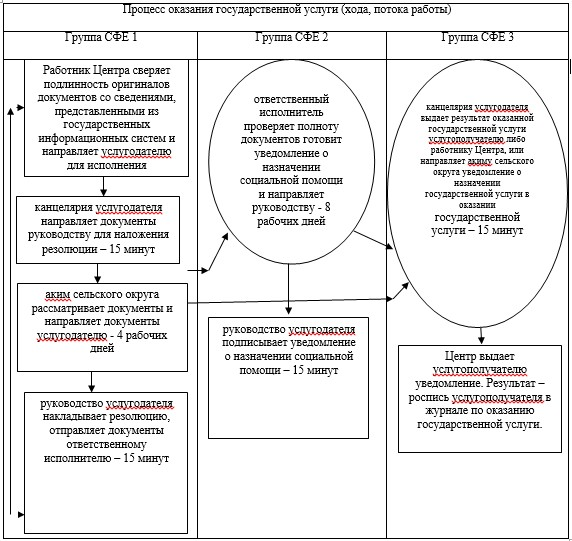 Процесс оказания государственной услуги (хода, потока работы)
Группа СФЕ 1
Группа СФЕ 2
Группа СФЕ 3
Работник Центра сверяет
подлинность оригиналов
документов со сведениями,
представленными из
государственных
информационных систем и
направляет услугодателю
для исполнения
канцелярия услугодателя
направляет документы
руководству для наложения
резолюции – 15 минут
аким сельского округа
рассматривает документы и
направляет документы
услугодателю - 4 рабочих
дней
руководство услугодателя
накладывает резолюцию,
отправляет документы
ответственному
исполнителю – 15 минут
ответственный
исполнитель
проверяет полноту
документов готовит
уведомление о
назначении
социальной помощи
и направляет
руководству - 8
рабочих дней
руководство услугодателя
подписывает уведомление
о назначении социальной
помощи – 15 минут
канцелярия услугодателя
выдает результат оказанной
государственной услуги
услугополучателю либо
работнику Центра, или
направляет акиму сельского
округа уведомление о
назначении
государственной услуги в
оказании
государственной
услуги – 15 минут
Центр выдает
услугополучателю
уведомление. Результат –
роспись услугополучателя в
журнале по оказанию
государственной услуги.